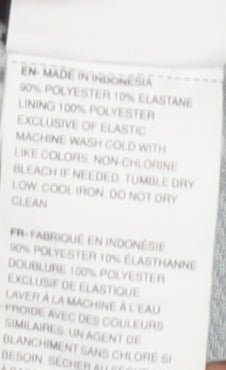 EN- MADE IN INDONESIA
90% POLYESTER 10% ELASTANE
LINING 100% POLYESTER
EXCLUSIVE OF ELASTIC
MACHINE WASH COLD WITH
LIKE COLORS. NON-CHLORINE
BLEACH IF NEEDED. TUMBLE DRY
LOW. COOL IRON. DO NOT DRY
CLEAN
FR- FABRIQUÉ EN INDONÉSIE
90% POLYESTER 10% ÉLASTHANNE
DOUBLURE 100% POLYESTER
EXCLUSIF DE ÉLASTIQUE
LAVER À LA MACHINE À L'EAU
FROIDE AVEC DES COULEURS
SIMILAIRES. UN AGENT DE
BLANCHIMENT SANS CHLORE SI
BESOIN. SÉCHER AU